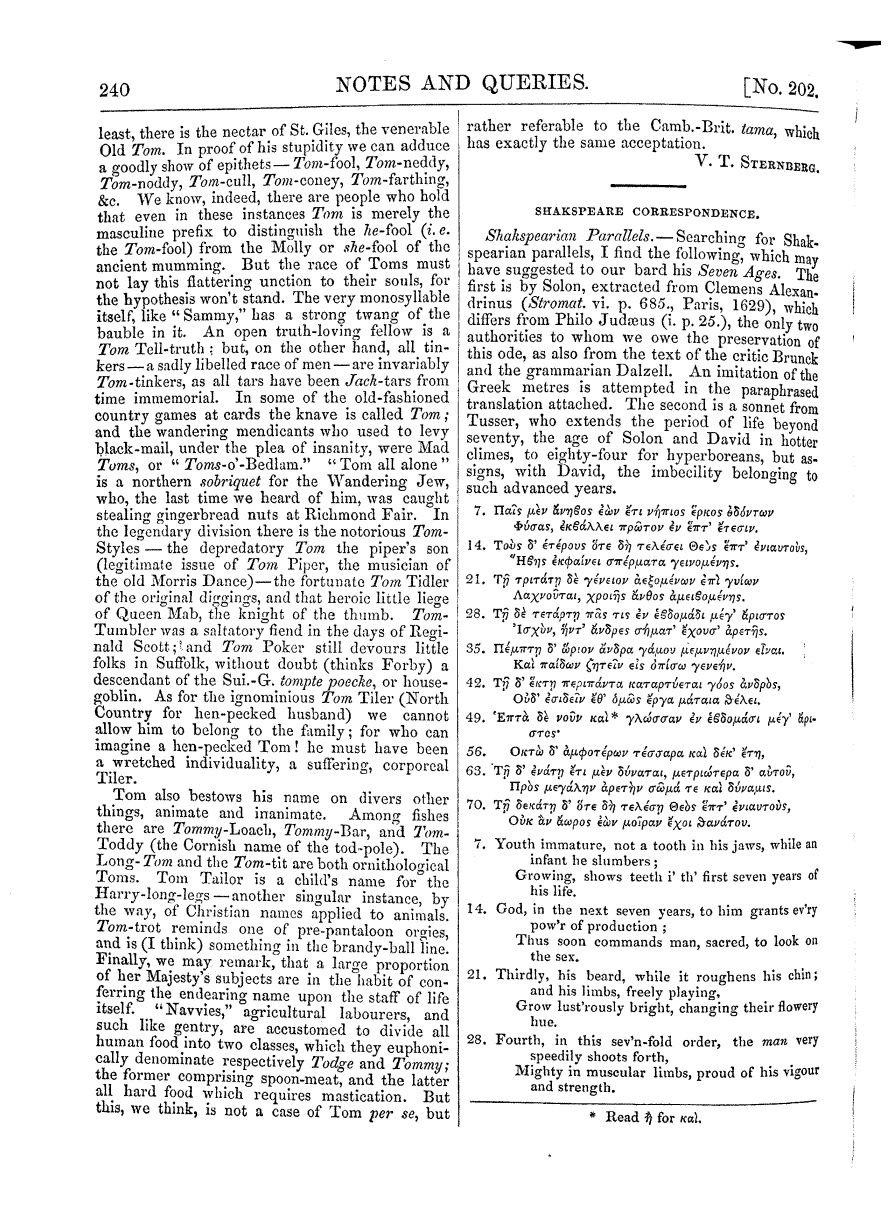 240
NOTES AND QUERIES.
[No. 202.
least, there is the nectar of St. Giles, the venerable
Old Tom. In proof of his stupidity we can adduce
a goodly show of epithets — Tom-fool, Tom-neddy,
Tom-noddy, Tom-cull, Tom-coney, Tom-farthing,
&c. We know, indeed, there are people who hold
that even in these instances Tom is merely the
masculine prefix to distinguish the he-fool (i. e.
the Tom-fool) from the Molly or she-fool of the
ancient mumming. But the race of Toms must
not lay this flattering unction to their souls, for
the hypothesis won't stand. The very monosyllable
itself, like "Sammy," has a strong twang of the
bauble in it. An open truth-loving fellow is a
Tom Tell-truth; but, on the other hand, all tin-
kers — a sadly libelled race of men — are invariably
Tom-tinkers, as all tars have been Jack-tars from
time immemorial. In some of the old-fashioned
country games at cards the knave is called Tom;
and the wandering mendicants who used to levy
black-mail, under the plea of insanity, were Mad
Toms, or "Toms-o'-Bedlam." "Tom all alone"
is a northern sobriquet for the Wandering Jew,
who, the last time we heard of him, was caught
stealing gingerbread nuts at Richmond Fair. In
the legendary division there is the notorious Tom-
Styles — the depredatory Tom the piper's son
(legitimate issue of Tom Piper, the musician of
the old Morris Dance) — the fortunate Tom Tidler
of the original diggings, and that heroic little liege
of Queen Mab, the knight of the thumb. Tom-
Tumbler was a saltatory fiend in the days of Regi-
nald Scott; and Tom Poker still devours little
folks in Suffolk, without doubt (thinks Forby) a
descendant of the Sui.-G. tompte poecke, or house-
goblin. As for the ignominious Tom Tiler (North
Country for hen-pecked husband) we cannot
allow him to belong to the family; for who can
imagine a hen-pecked Tom! he must have been
a wretched individuality, a suffering, corporeal
Tiler.
Tom also bestows his name on divers other
things, animate and inanimate. Among fishes
there are Tommy-Loach, Tommy-Bar, and Tom-
Toddy (the Cornish name of the tod-pole). The
Long-Tom and the Tom-tit are both ornithological
Toms. Tom Tailor is a child's name for the
Harry-long-legs — another singular instance, by
the way, of Christian names applied to animals.
Tom-trot reminds one of pre-pantaloon orgies,
and is (I think) something in the brandy-ball line.
Finally, we may remark, that a large proportion
of her Majesty's subjects are in the habit of con-
ferring the endearing name upon the staff of life
itself. "Navvies," agricultural labourers, and
such like gentry, are accustomed to divide all
human food into two classes, which they euphoni-
cally denominate respectively Todge and Tommy;
the former comprising spoon-meat, and the latter
all hard food which requires mastication. But
this, we think, is not a case of Tom per se, but
rather referable to the Camb.-Brit. tama, which
has exactly the same acceptation.
V. T. STERNBERG.
SHAKSPEARE CORRESPONDENCE.
Shakspearian Parallels. — Searching for Shak-
spearian parallels, I find the following, which may
have suggested to our bard his Seven Ages. The
first is by Solon, extracted from Clemens Alexan-
drinus (Stromat. vi. p. 685., Paris, 1629), which
differs from Philo Judæus (i. p. 25.), the only two
authorities to whom we owe the preservation of
this ode, as also from the text of the critic Brunck
and the grammarian Dalzell. An imitation of the
Greek metres is attempted in the paraphrased
translation attached. The second is a sonnet from
Tusser, who extends the period of life beyond
seventy, the age of Solon and David in hotter
climes, to eighty-four for hyperboreans, but as-
signs, with David, the imbecility belonging to
such advanced years.
7. Παῖς μὲν ἄνηβος ἐὼν ἔτι νήπιος ἕρκος ὀδόντων
Φύσας, ἐκβάλλει πρῶτον ἐν ἕπτ' ἔτεσιν.
14. Τοὺς δ' ἑτέρους ὅτε δὴ τελέσει Θεὸς ἕπτ' ἐνιαυτοὺς,
Ἥβης ἐκφαίνει σπέρματα γεινομένης.
21. Τῇ τριτάτῃ δὲ γένειον ἀεξομένων ἐπὶ γυίων
Λαχνοῦται, χροιῆς ἄνθος ἀμειβομένης.
28. Τῇ δὲ τετάρτῃ πᾶς τις ἐν ἑβδομάδι μέγ' ἄριστος
Ἰσχὺν, ἥντ' ἄνδρες σήματ' ἔχουσ' ἀρετῆς.
35. Πέμπτῃ δ' ὥριον ἄνδρα γάμου μεμνημένον εἶναι.
Καὶ παίδων ζητεῖν εἰς ὀπίσω γενεήν.
42. Τῇ δ' ἕκτῃ περιπάντα καταρτύεται γόος ἀνδρὸς,
Οὐδ' ἐσιδεῖν ἔθ' ὁμῶς ἔργα μάταια θέλει.
49. Ἑπτὰ δὲ νοῦν καὶ* γλώσσαν ἐν ἑβδομάσι μέγ' ἄρι-
στος·
56. Οκτὼ δ' ἀμφοτέρων τέσσαρα καὶ δέκ' ἔτη,
63. Τῇ δ' ἐνάτῃ ἔτι μὲν δύναται, μετριώτερα δ' αὐτοῦ,
Πρὸς μεγάλην ἀρετὴν σῶμά τε καὶ δύναμις.
70. Τῇ δεκάτῃ δ' ὅτε δὴ τελέσῃ Θεὸς ἕπτ' ἐνιαυτοὺς,
Οὐκ ἂν ἄωρος ἐὼν μοῖραν ἔχοι θανάτου.
7. Youth immature, not a tooth in his jaws, while an
infant he slumbers;
Growing, shows teeth i' th' first seven years of
his life.
14. God, in the next seven years, to him grants ev'ry
pow'r of production;
Thus soon commands man, sacred, to look on
the sex.
21. Thirdly, his beard, while it roughens his chin;
and his limbs, freely playing,
Grow lust'rously bright, changing their flowery
hue.
28. Fourth, in this sev'n-fold order, the man very
speedily shoots forth,
Mighty in muscular limbs, proud of his vigour
and strength.
* Read ἢ for καὶ.